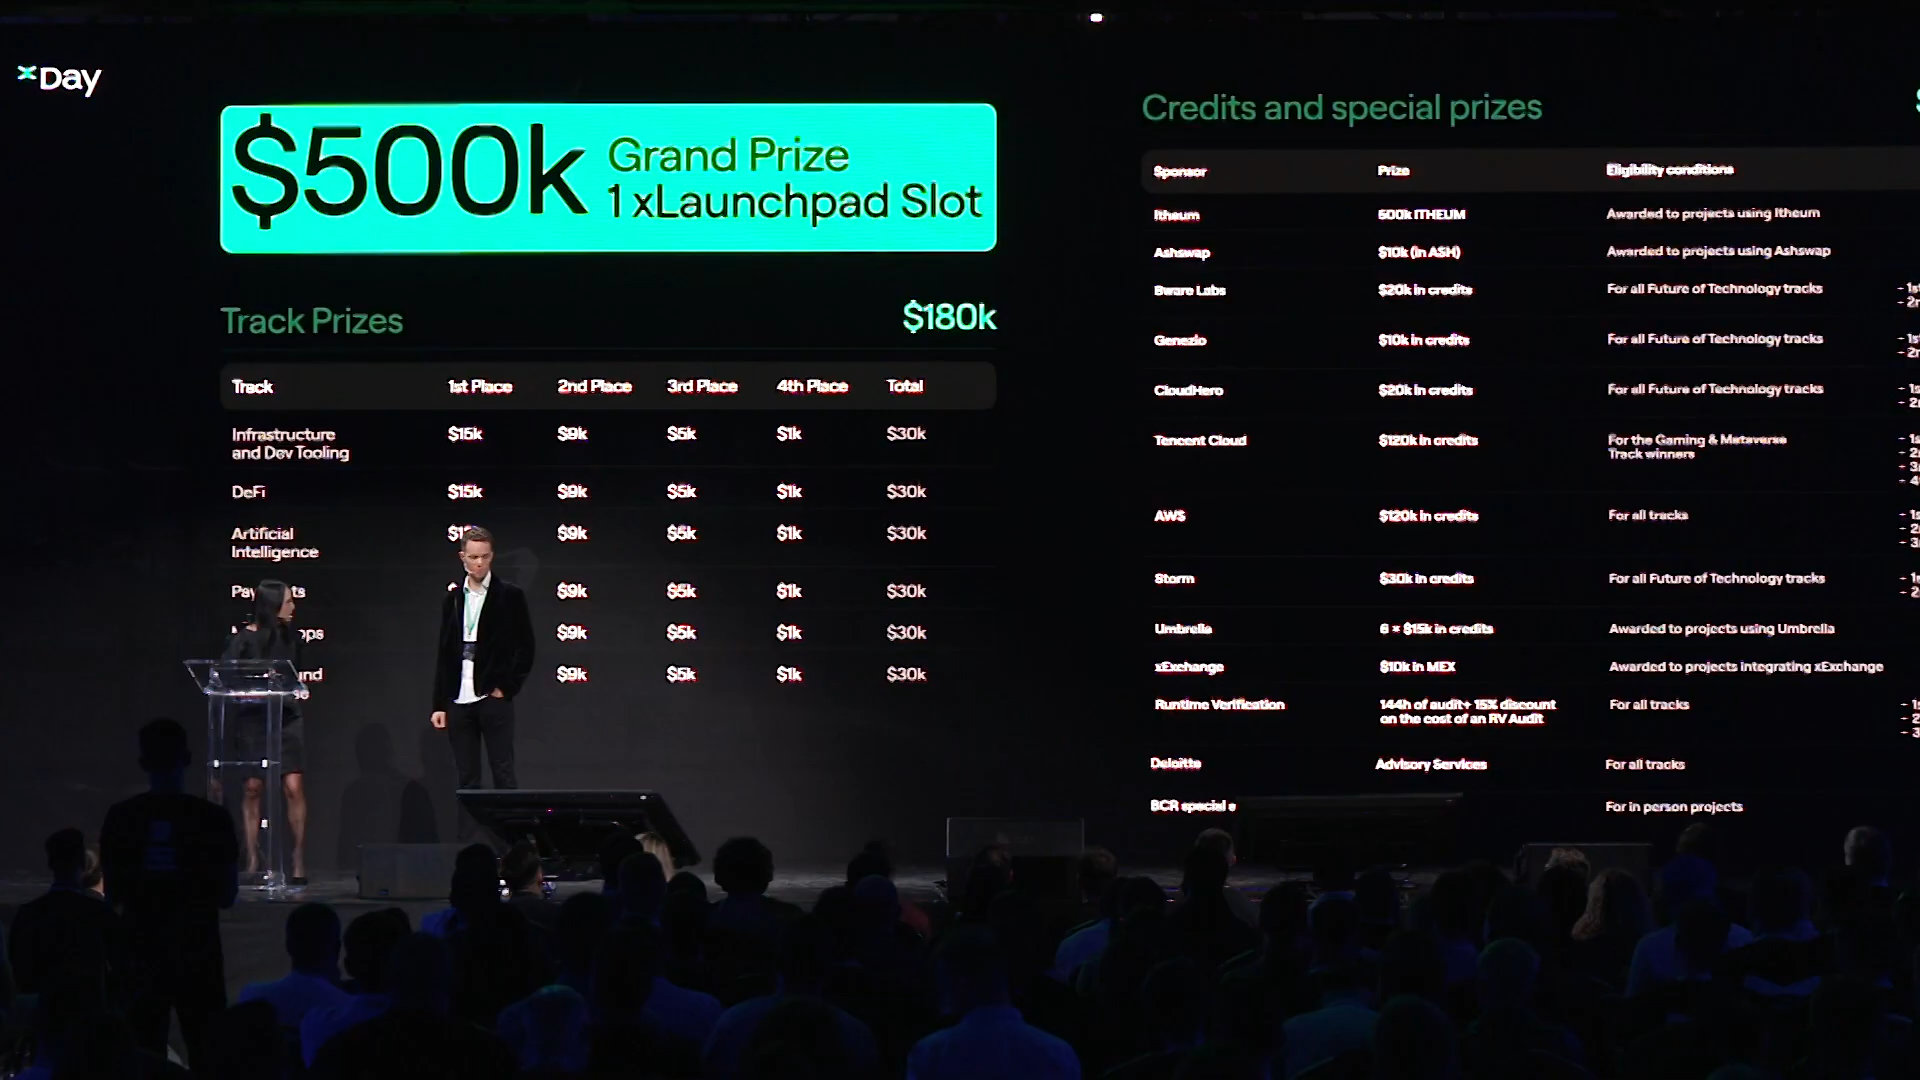 xDay
$500k
Grand Prize
1 xLaunchpad Slot
Track Prizes $180k
Track 1st Place 2nd Place 3rd Place 4th Place Total
Infrastructure
and Dev Tooling $15k $9k $5k $1k $30k
DeFi $15k $9k $5k $1k $30k
Artificial
Intelligence $9k $5k $1k $30k
$9k $5k $1k $30k
$9k $5k $1k $30k
$9k $5k $1k $30k
Credits and special prizes
Sponsor Prize Eligibility conditions
Itheum 500k ITHEUM Awarded to projects using Itheum
Ashswap $10k (in ASH) Awarded to projects using Ashswap
Bware Labs $20k in credits For all Future of Technology tracks
Genezio $10k in credits For all Future of Technology tracks
CloudHero $20k in credits For all Future of Technology tracks
Tencent Cloud $120k in credits For the Gaming & Metaverse
Track winners
AWS $120k in credits For all tracks
Storm $30k in credits For all Future of Technology tracks
Umbrella 6 × $15k in credits Awarded to projects using Umbrella
xExchange $10k in MEX Awarded to projects integrating xExchange
Runtime Verification 144h of audit+ 15% discount For all tracks
on the cost of an RV Audit
Deloitte Advisory Services For all tracks
BCR special For in person projects